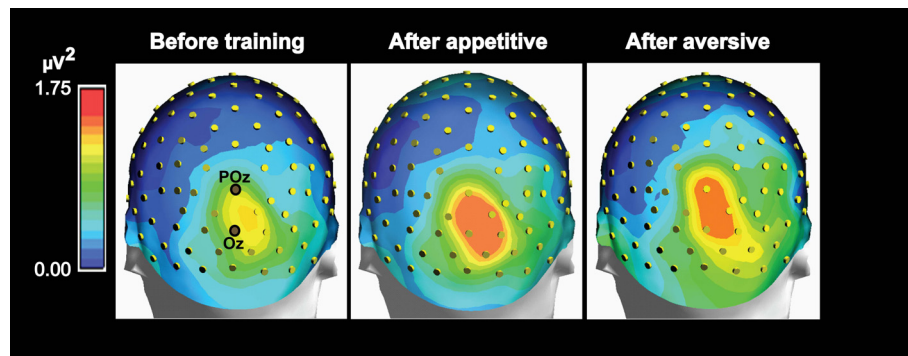 Before training
After appetitive
After aversive
μV²
1.75
0.00
POz
Oz